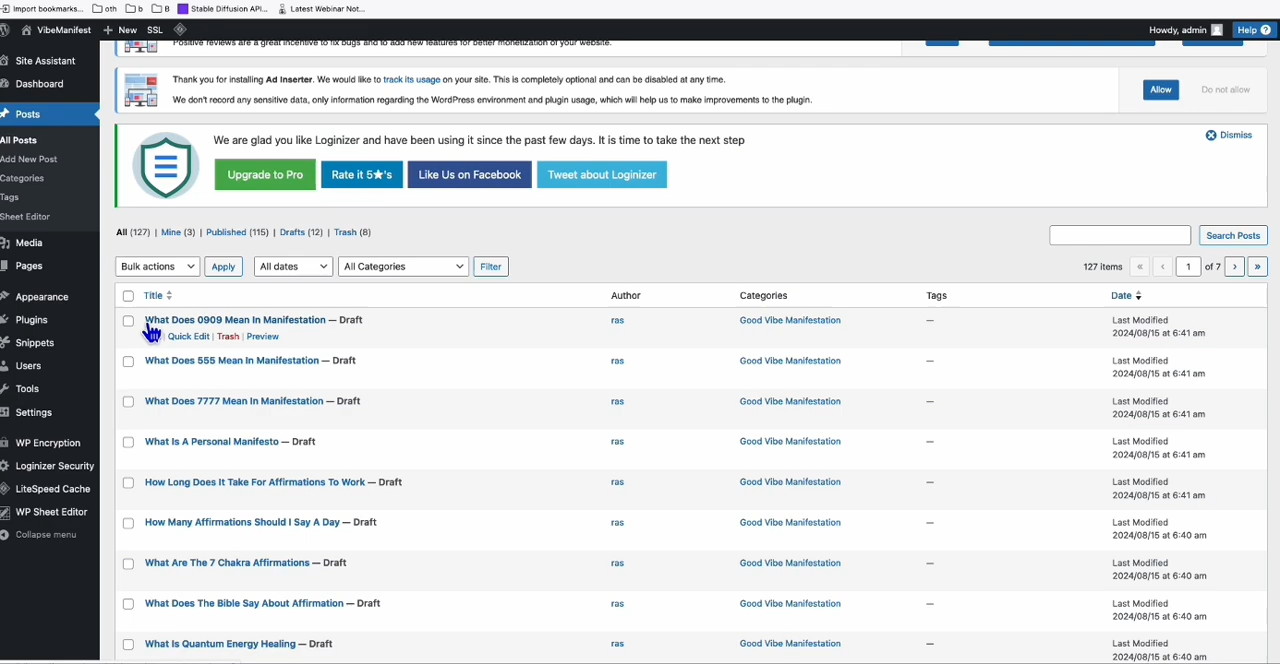 Import bookmarks... oth b B Stable Diffusion API... Latest Webinar Not...
VibeManifest + New SSL Howdy, admin Help ?
Site Assistant
Dashboard
Posts
All Posts
Add New Post
Categories
Tags
Sheet Editor
Media
Pages
Appearance
Plugins
Snippets
Users
Tools
Settings
WP Encryption
Loginizer Security
LiteSpeed Cache
WP Sheet Editor
Collapse menu
Positive reviews are a great incentive to fix bugs and to add new features for better monetization of your website.
Thank you for installing Ad Inserter. We would like to track its usage on your site. This is completely optional and can be disabled at any time.
We don't record any sensitive data, only information regarding the WordPress environment and plugin usage, which will help us to make improvements to the plugin.
Allow Do not allow
We are glad you like Loginizer and have been using it since the past few days. It is time to take the next step
Dismiss
Upgrade to Pro Rate it 5★'s Like Us on Facebook Tweet about Loginizer
All (127) | Mine (3) | Published (115) | Drafts (12) | Trash (8)
Search Posts
Bulk actions Apply All dates All Categories Filter 127 items « ‹ 1 of 7 › »
Title Author Categories Tags Date
What Does 0909 Mean In Manifestation — Draft ras Good Vibe Manifestation — Last Modified
Quick Edit | Trash | Preview 2024/08/15 at 6:41 am
What Does 555 Mean In Manifestation — Draft ras Good Vibe Manifestation — Last Modified
2024/08/15 at 6:41 am
What Does 7777 Mean In Manifestation — Draft ras Good Vibe Manifestation — Last Modified
2024/08/15 at 6:41 am
What Is A Personal Manifesto — Draft ras Good Vibe Manifestation — Last Modified
2024/08/15 at 6:41 am
How Long Does It Take For Affirmations To Work — Draft ras Good Vibe Manifestation — Last Modified
2024/08/15 at 6:41 am
How Many Affirmations Should I Say A Day — Draft ras Good Vibe Manifestation — Last Modified
2024/08/15 at 6:40 am
What Are The 7 Chakra Affirmations — Draft ras Good Vibe Manifestation — Last Modified
2024/08/15 at 6:40 am
What Does The Bible Say About Affirmation — Draft ras Good Vibe Manifestation — Last Modified
2024/08/15 at 6:40 am
What Is Quantum Energy Healing — Draft ras Good Vibe Manifestation — Last Modified
2024/08/15 at 6:40 am